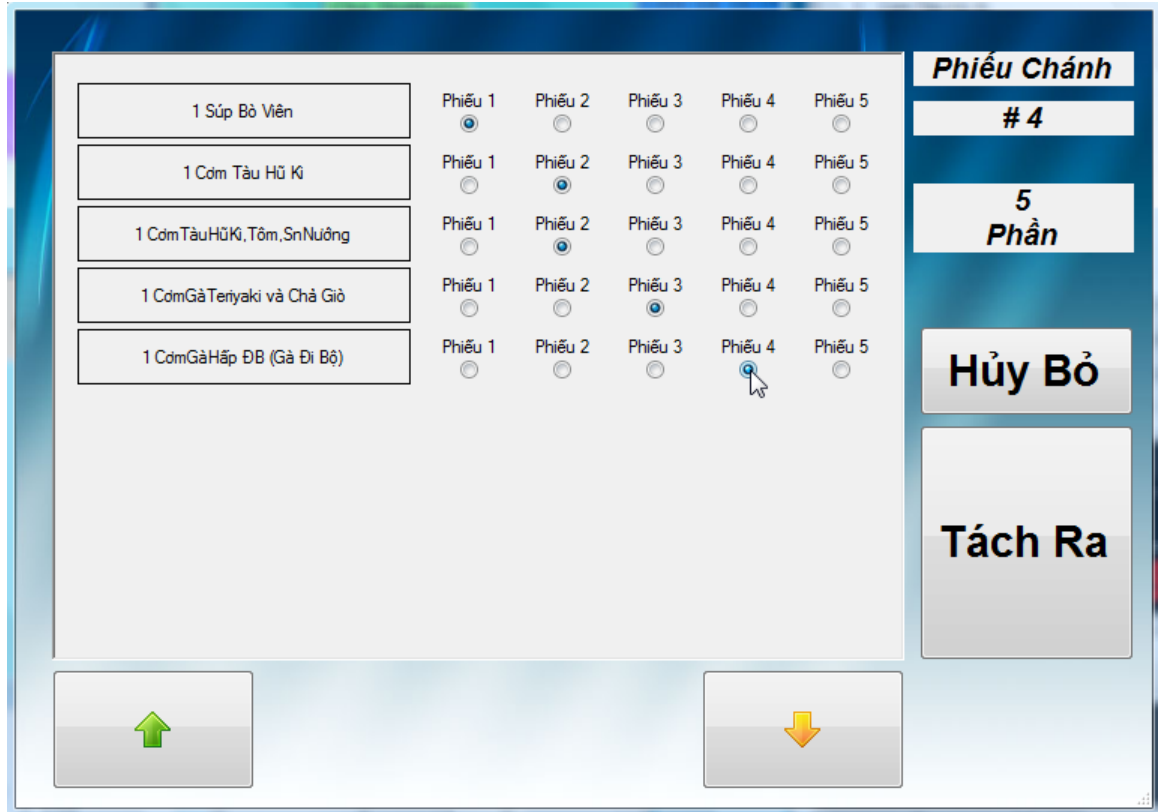 Phiếu Chánh
# 4
5
Phần
1 Súp Bò Viên
Phiếu 1 Phiếu 2 Phiếu 3 Phiếu 4 Phiếu 5
1 Cơm Tàu Hũ Ki
Phiếu 1 Phiếu 2 Phiếu 3 Phiếu 4 Phiếu 5
1 CơmTàuHũKi,Tôm,SnNướng
Phiếu 1 Phiếu 2 Phiếu 3 Phiếu 4 Phiếu 5
1 CơmGàTeriyaki và Chả Giò
Phiếu 1 Phiếu 2 Phiếu 3 Phiếu 4 Phiếu 5
1 CơmGàHấp ĐB (Gà Đi Bộ)
Phiếu 1 Phiếu 2 Phiếu 3 Phiếu 4 Phiếu 5
Hủy Bỏ
Tách Ra